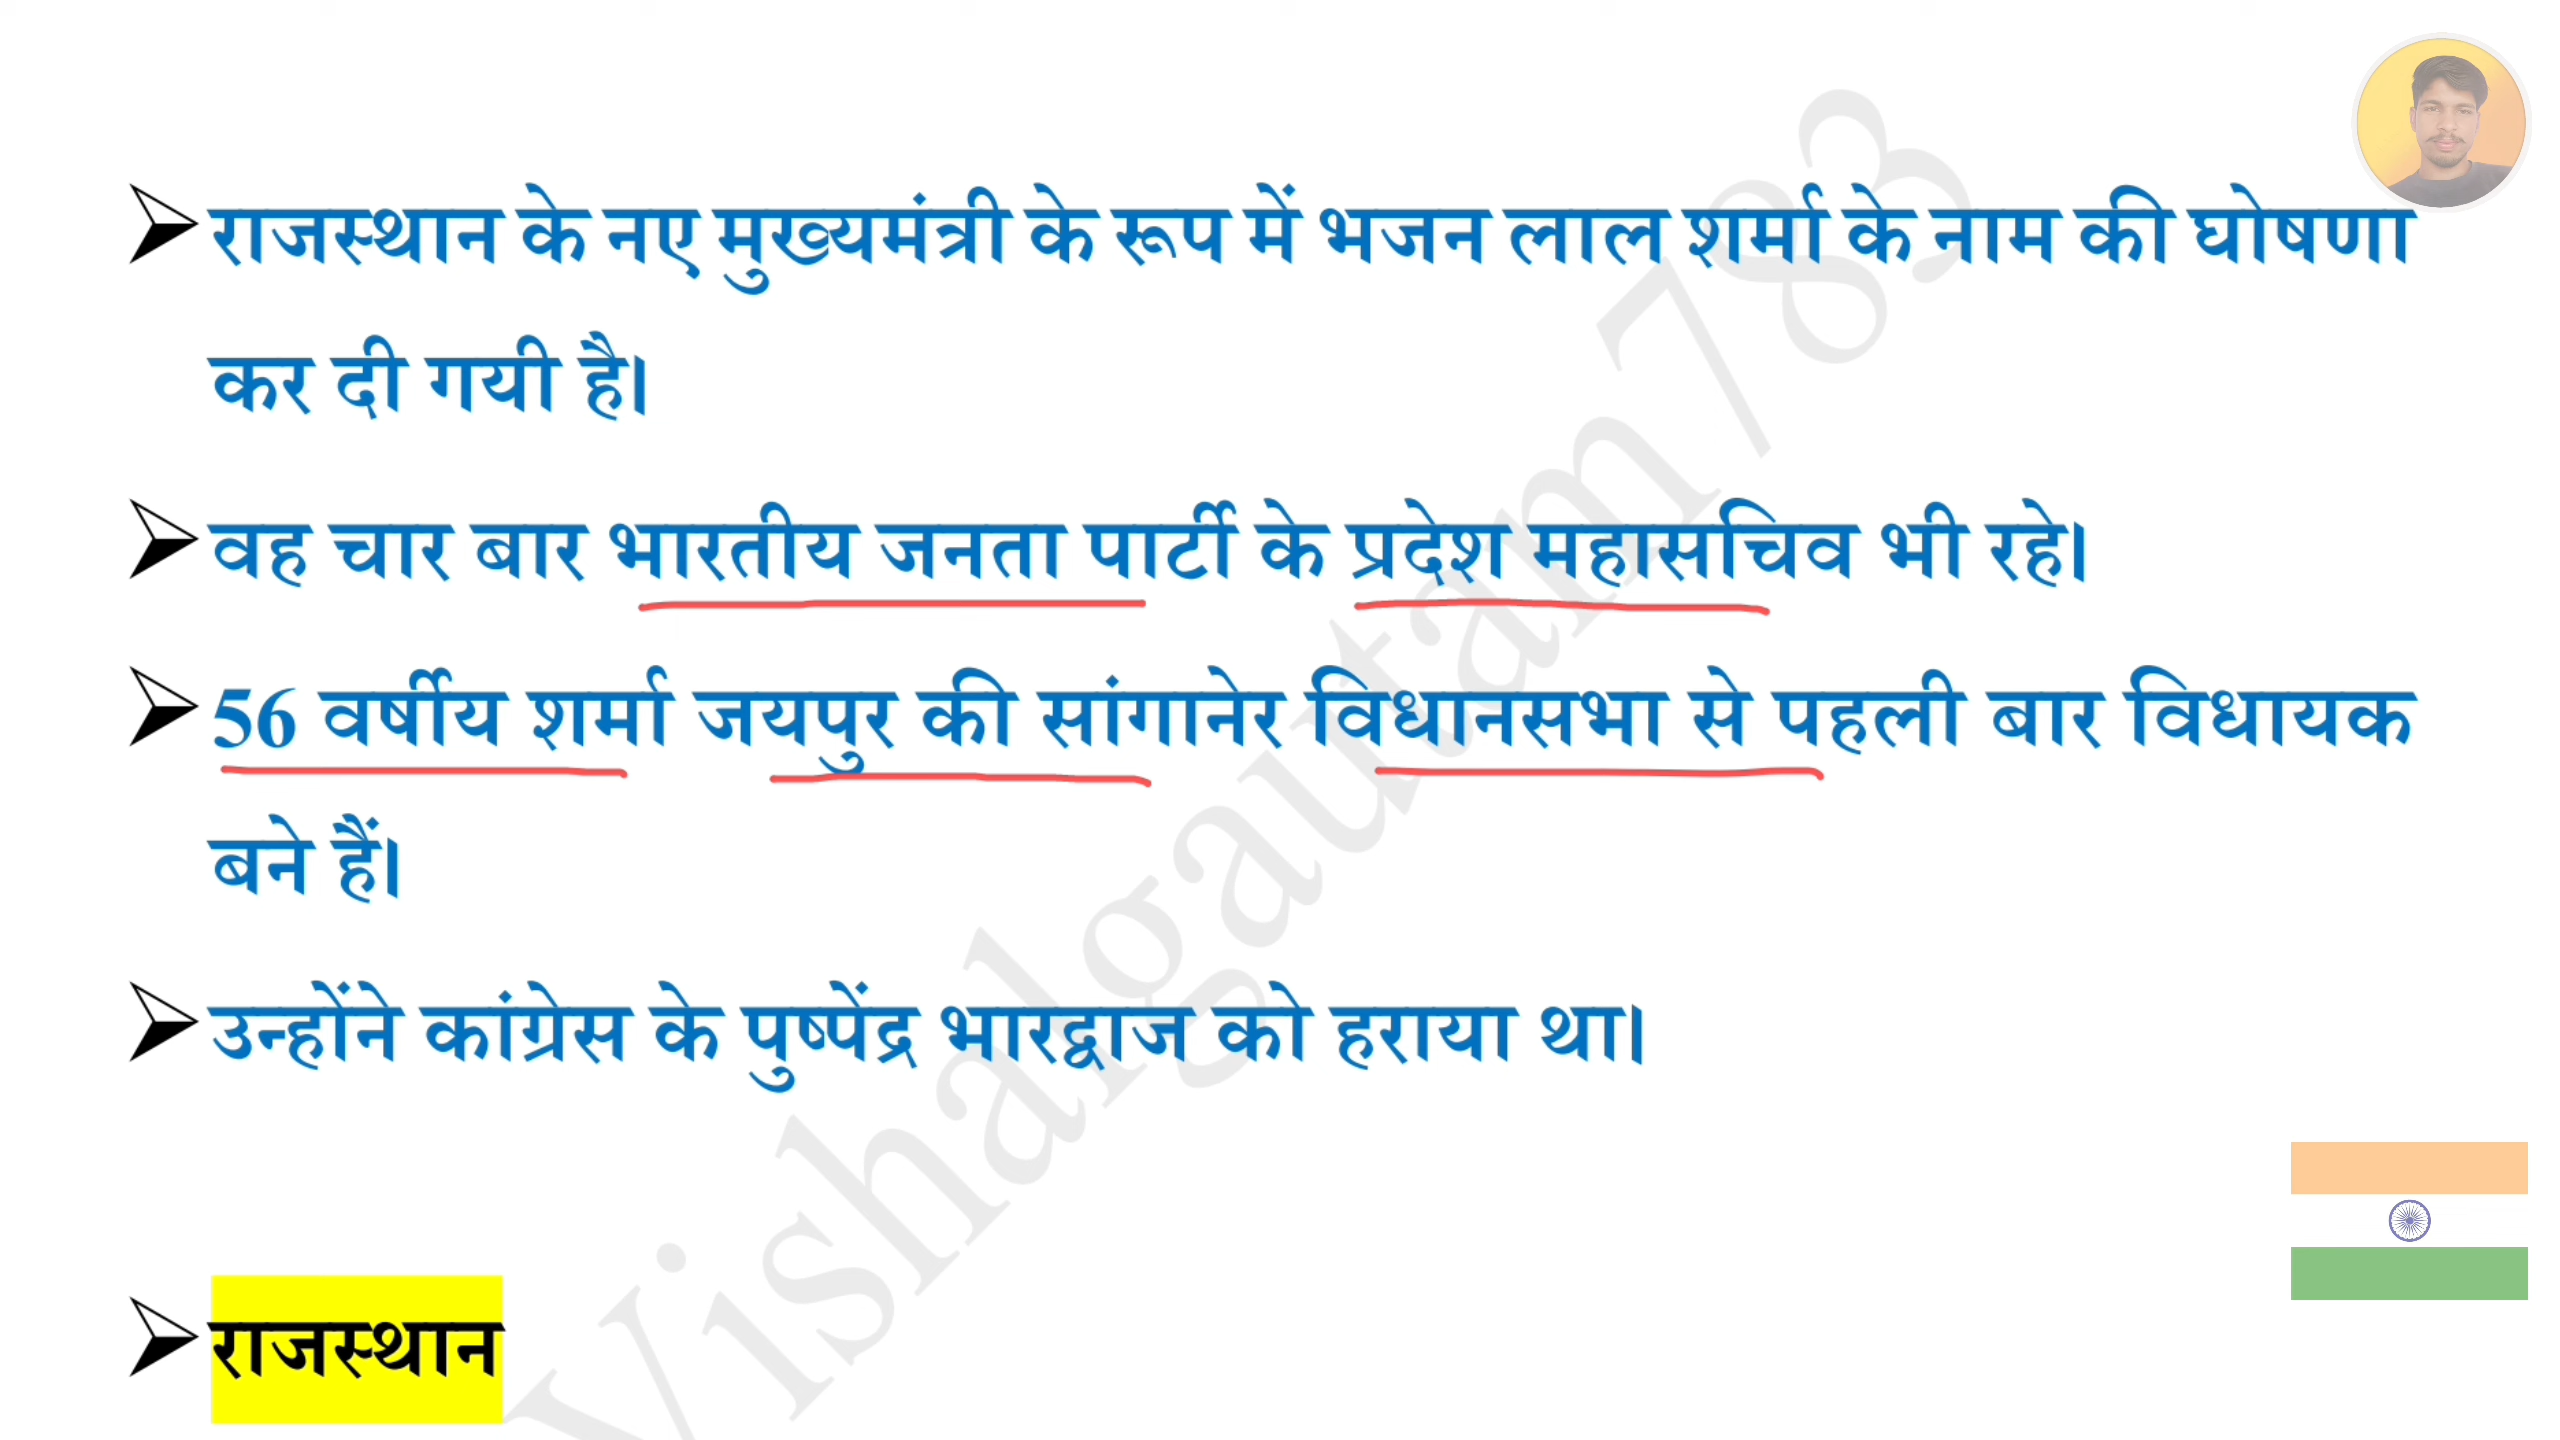 राजस्थान के नए मुख्यमंत्री के रूप में भजन लाल शर्मा के नाम की घोषणा
कर दी गयी है।
वह चार बार भारतीय जनता पार्टी के प्रदेश महासचिव भी रहे।
56 वर्षीय शर्मा जयपुर की सांगानेर विधानसभा से पहली बार विधायक
बने हैं।
उन्होंने कांग्रेस के पुष्पेंद्र भारद्वाज को हराया था।
राजस्थान
Vishalgautam783